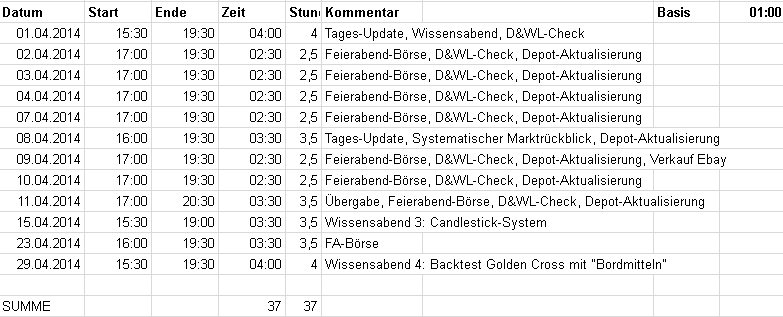 Datum Start Ende Zeit Stun Kommentar Basis 01:00
01.04.2014 15:30 19:30 04:00 4 Tages-Update, Wissensabend, D&WL-Check
02.04.2014 17:00 19:30 02:30 2,5 Feierabend-Börse, D&WL-Check, Depot-Aktualisierung
03.04.2014 17:00 19:30 02:30 2,5 Feierabend-Börse, D&WL-Check, Depot-Aktualisierung
04.04.2014 17:00 19:30 02:30 2,5 Feierabend-Börse, D&WL-Check, Depot-Aktualisierung
07.04.2014 17:00 19:30 02:30 2,5 Feierabend-Börse, D&WL-Check, Depot-Aktualisierung
08.04.2014 16:00 19:30 03:30 3,5 Tages-Update, Systematischer Marktrückblick, Depot-Aktualisierung
09.04.2014 17:00 19:30 02:30 2,5 Feierabend-Börse, D&WL-Check, Depot-Aktualisierung, Verkauf Ebay
10.04.2014 17:00 19:30 02:30 2,5 Feierabend-Börse, D&WL-Check, Depot-Aktualisierung
11.04.2014 17:00 20:30 03:30 3,5 Übergabe, Feierabend-Börse, D&WL-Check, Depot-Aktualisierung
15.04.2014 15:30 19:00 03:30 3,5 Wissensabend 3: Candlestick-System
23.04.2014 16:00 19:30 03:30 3,5 FA-Börse
29.04.2014 15:30 19:30 04:00 4 Wissensabend 4: Backtest Golden Cross mit "Bordmitteln"
SUMME 37 37